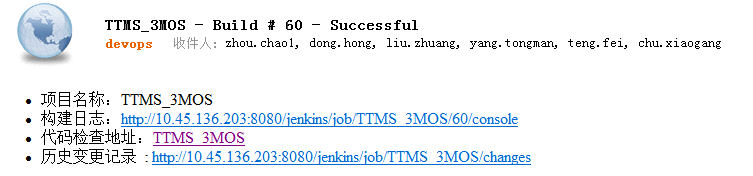 TTMS_3MOS - Build # 60 - Successful
devops 收件人: zhou.chao1, dong.hong, liu.zhuang, yang.tongman, teng.fei, chu.xiaogang
• 项目名称：TTMS_3MOS
• 构建日志：http://10.45.136.203:8080/jenkins/job/TTMS_3MOS/60/console
• 代码检查地址：TTMS_3MOS
• 历史变更记录 : http://10.45.136.203:8080/jenkins/job/TTMS_3MOS/changes